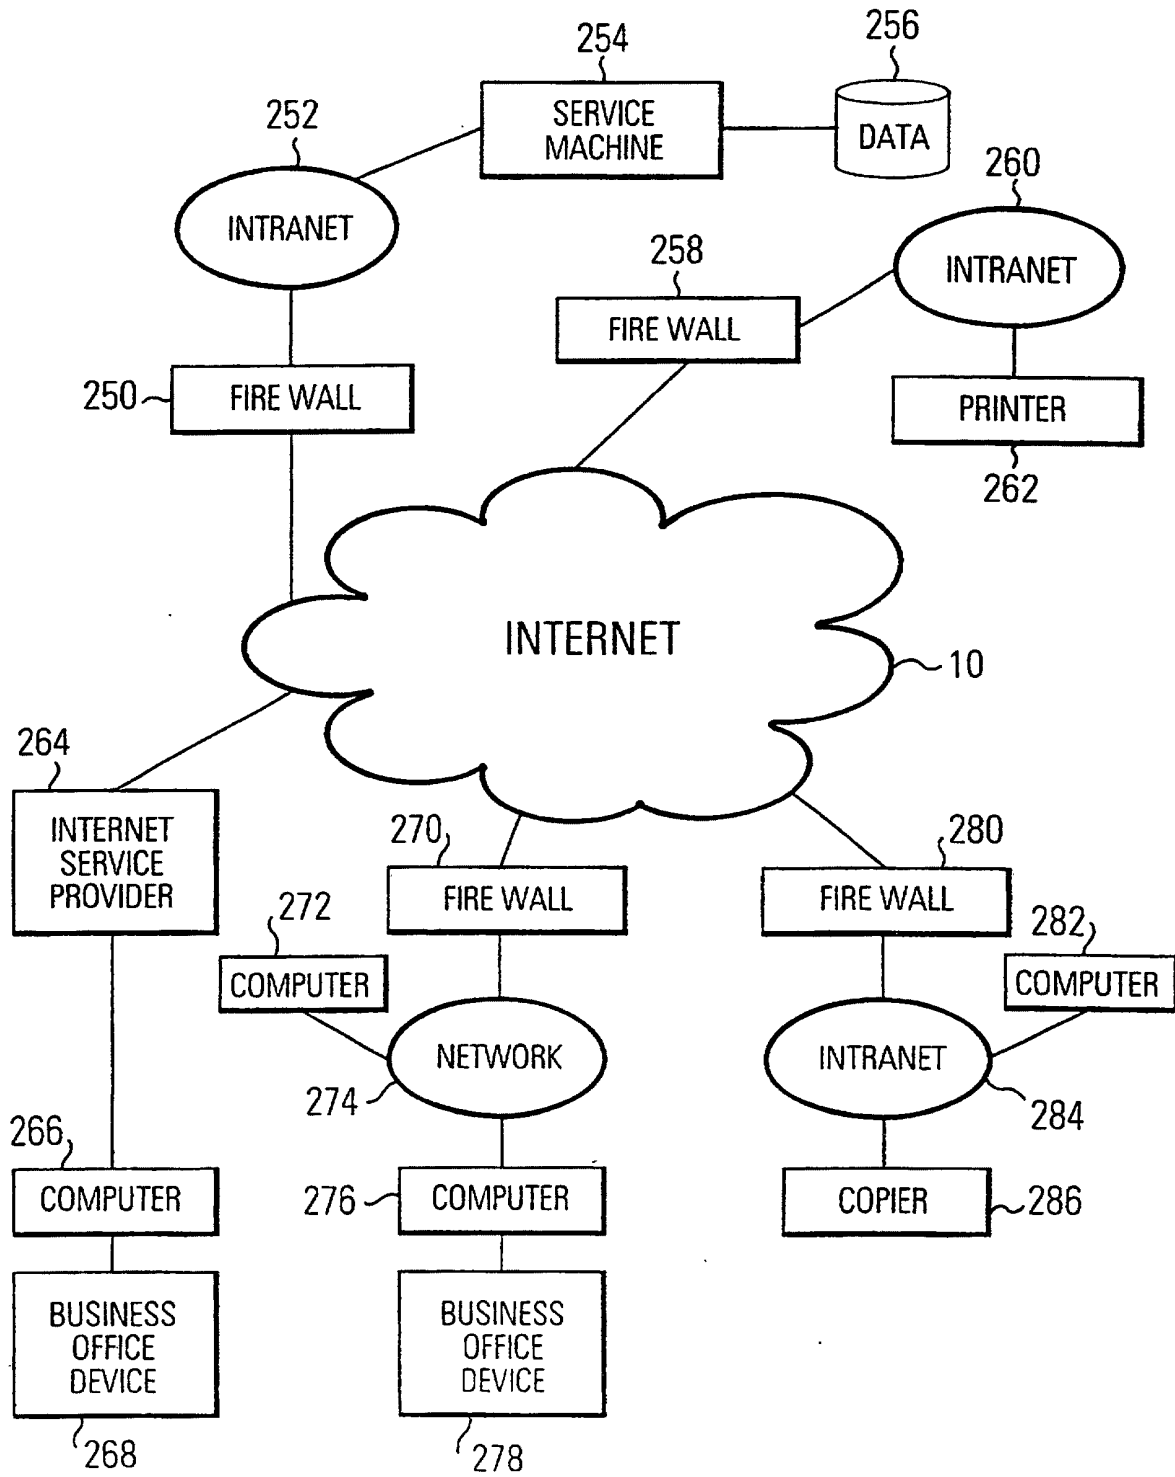 254
256
SERVICE
MACHINE
DATA
252
260
INTRANET
258
INTRANET
FIRE WALL
250
FIRE WALL
PRINTER
262
INTERNET
10
264
INTERNET
SERVICE
PROVIDER
270
280
FIRE WALL
FIRE WALL
272
282
COMPUTER
COMPUTER
NETWORK
INTRANET
274
284
266
COMPUTER
276
COMPUTER
COPIER
286
BUSINESS
OFFICE
DEVICE
BUSINESS
OFFICE
DEVICE
268
278